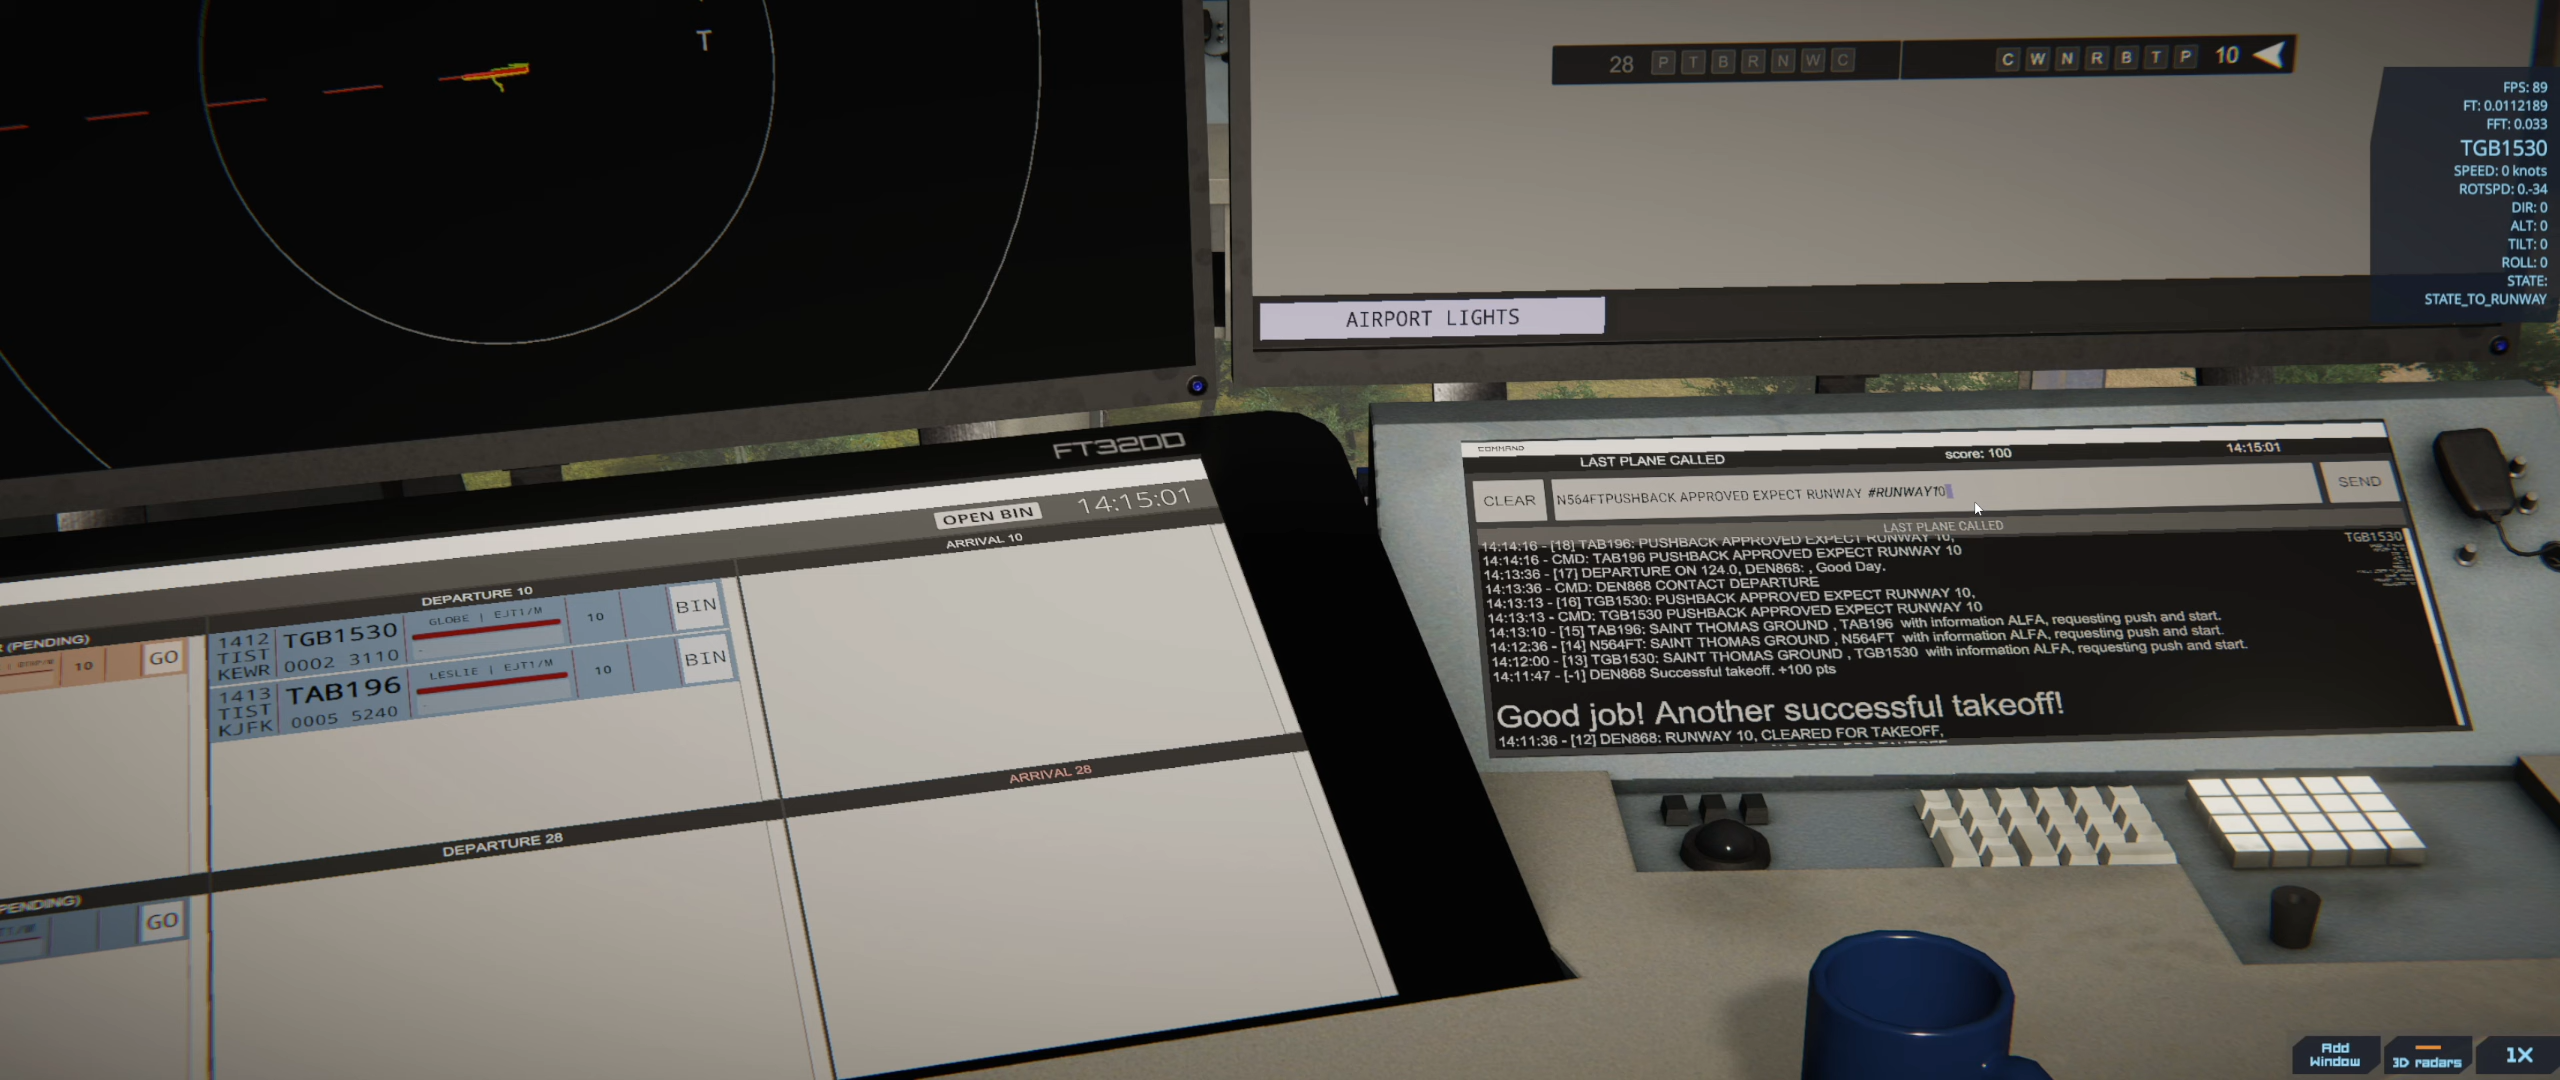 T
28 P T B R N W C
C W N R B T P 10
AIRPORT LIGHTS
FPS: 89
FT: 0.0112189
FFT: 0.033
TGB1530
SPEED: 0 knots
ROTSPD: 0.-34
DIR: 0
ALT: 0
TILT: 0
ROLL: 0
STATE:
STATE_TO_RUNWAY
FT32DD
OPEN BIN 14:15:01
ARRIVAL 10
DEPARTURE 10
1412 TGB1530 GLOBE | EJT1/M 10 BIN
TIST
KEWR 0002 3110
1413 TAB196 LESLIE | EJT1/M 10 BIN
TIST
KJFK 0005 5240
(PENDING)
10 GO
ARRIVAL 28
DEPARTURE 28
GO
COMMAND
LAST PLANE CALLED score: 100 14:15:01
CLEAR N564FTPUSHBACK APPROVED EXPECT RUNWAY #RUNWAY10 SEND
LAST PLANE CALLED
TGB1530
14:14:16 - [18] TAB196: PUSHBACK APPROVED EXPECT RUNWAY 10,
14:14:16 - CMD: TAB196 PUSHBACK APPROVED EXPECT RUNWAY 10
14:13:36 - [17] DEPARTURE ON 124.0, DEN868: , Good Day.
14:13:36 - CMD: DEN868 CONTACT DEPARTURE
14:13:13 - [16] TGB1530: PUSHBACK APPROVED EXPECT RUNWAY 10,
14:13:13 - CMD: TGB1530 PUSHBACK APPROVED EXPECT RUNWAY 10
14:13:10 - [15] TAB196: SAINT THOMAS GROUND , TAB196 with information ALFA, requesting push and start.
14:12:36 - [14] N564FT: SAINT THOMAS GROUND , N564FT with information ALFA, requesting push and start.
14:12:00 - [13] TGB1530: SAINT THOMAS GROUND , TGB1530 with information ALFA, requesting push and start.
14:11:47 - [-1] DEN868 Successful takeoff. +100 pts
Good job! Another successful takeoff!
14:11:36 - [12] DEN868: RUNWAY 10, CLEARED FOR TAKEOFF,
Add Window
3D radars
1X